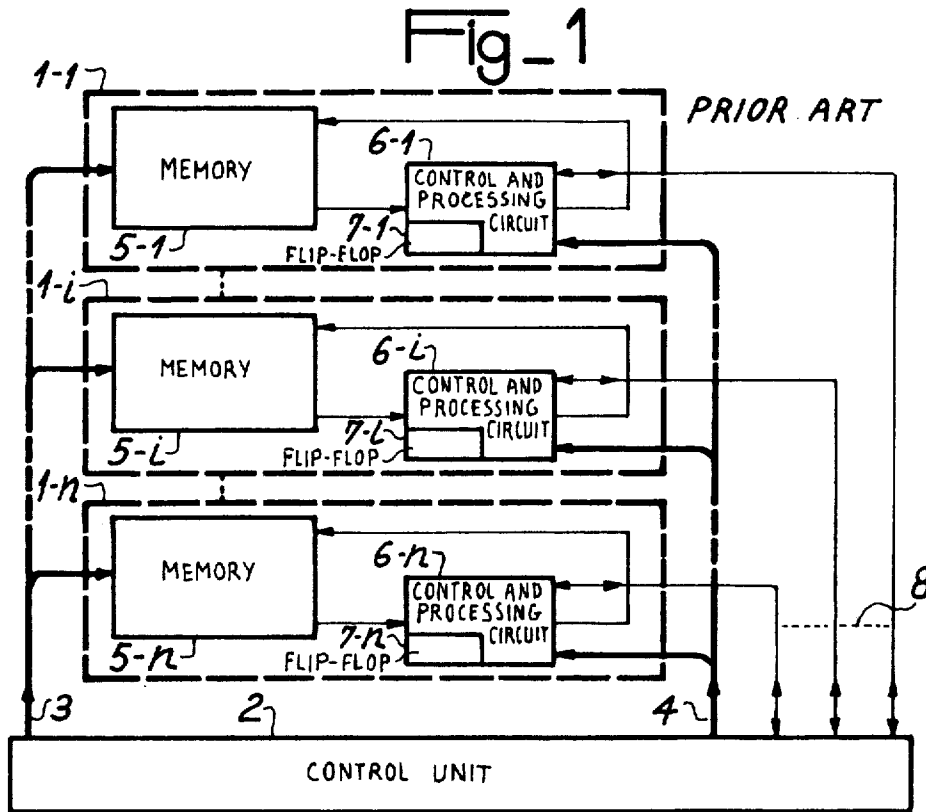 Fig_1
1-1
PRIOR ART
MEMORY
6-1
CONTROL AND
PROCESSING
CIRCUIT
7-1
FLIP-FLOP
5-1
1-i
MEMORY
6-i
CONTROL AND
PROCESSING
CIRCUIT
7-i
FLIP-FLOP
5-i
1-n
MEMORY
6-n
CONTROL AND
PROCESSING
CIRCUIT
7-n
FLIP-FLOP
5-n
8
3
2
4
CONTROL UNIT